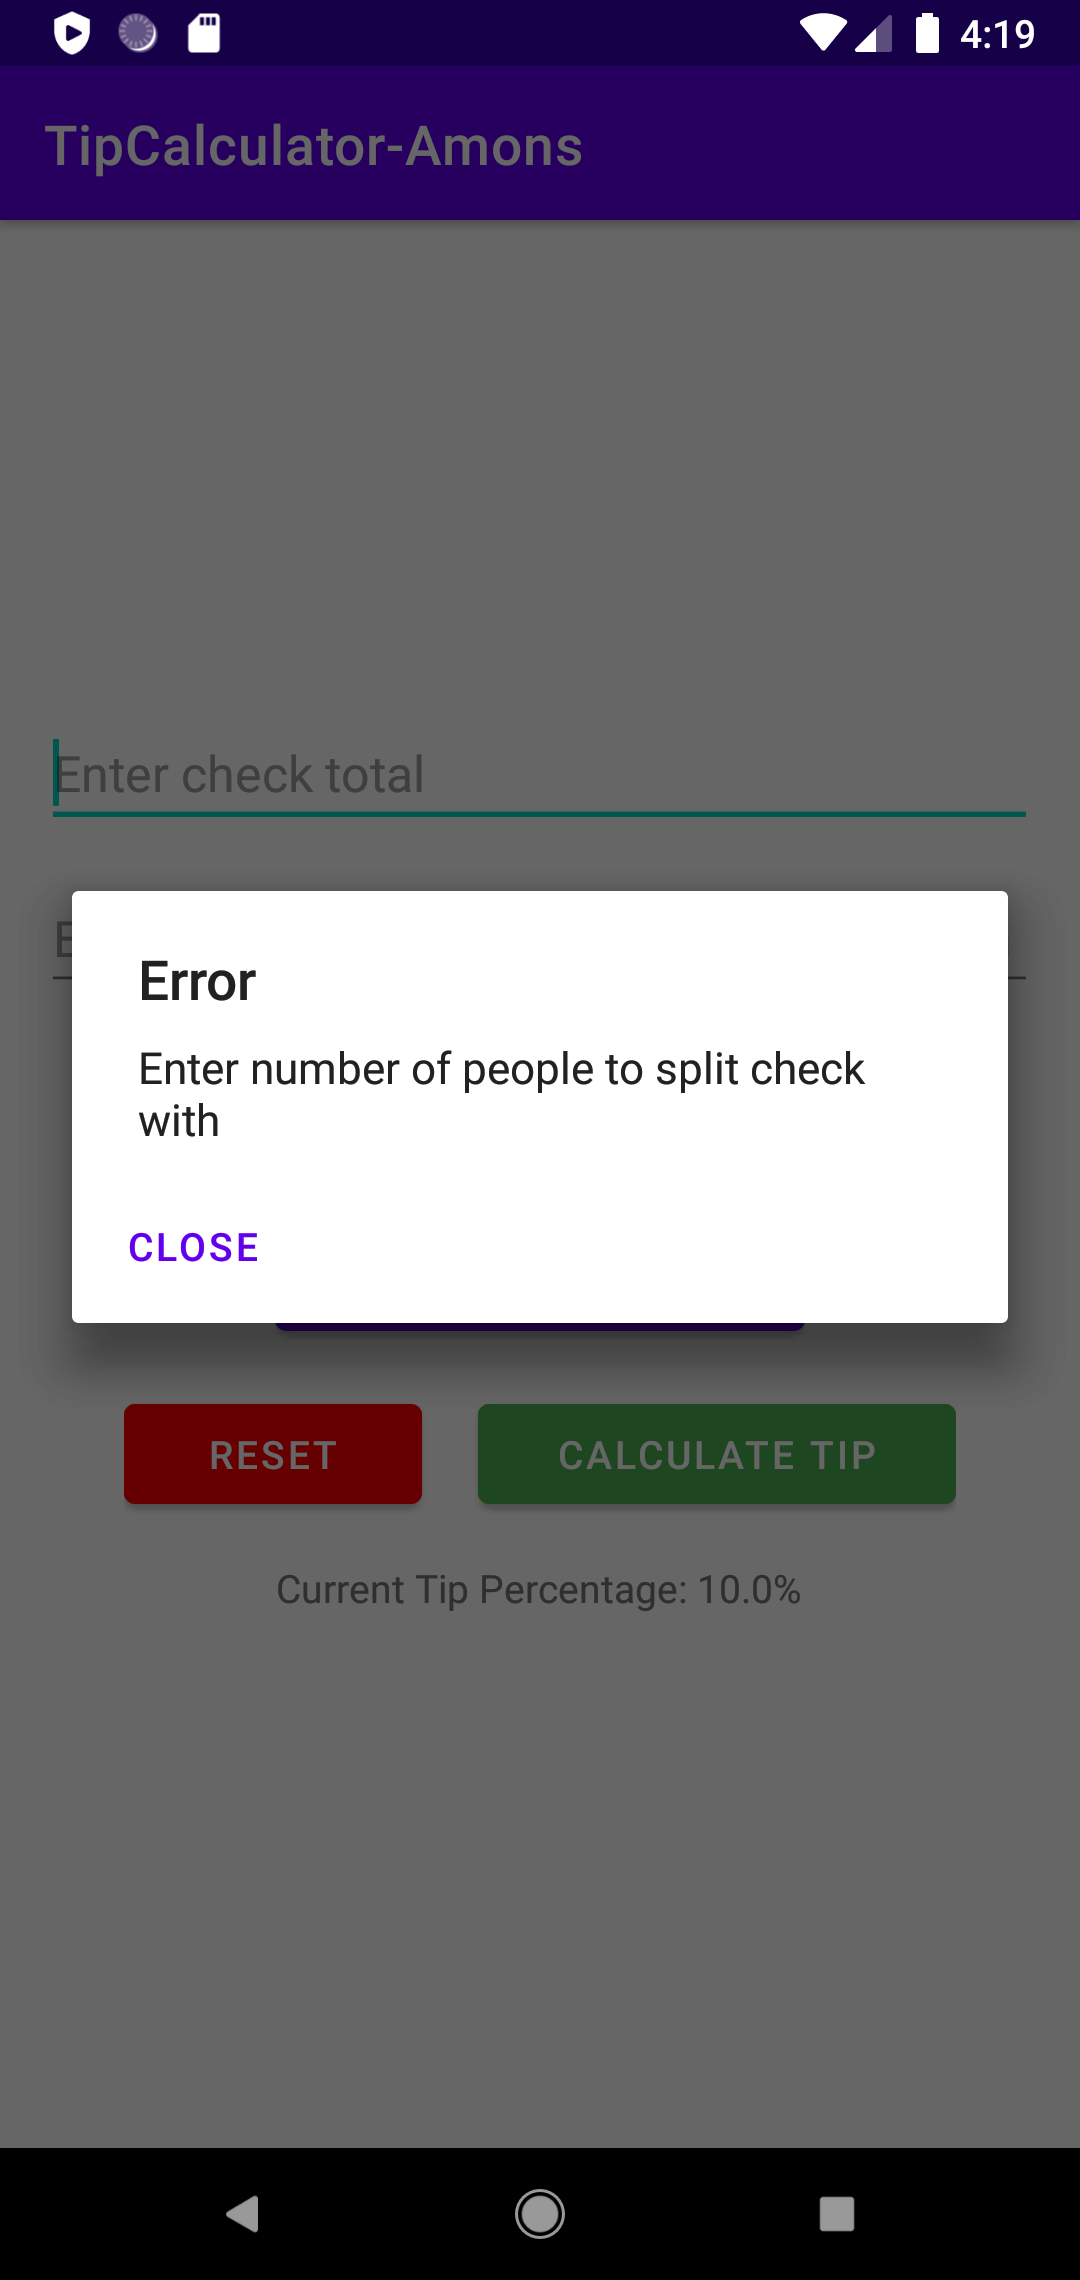 4:19
TipCalculator-Amons
Enter check total
Error
Enter number of people to split check
with
CLOSE
RESET
CALCULATE TIP
Current Tip Percentage: 10.0%